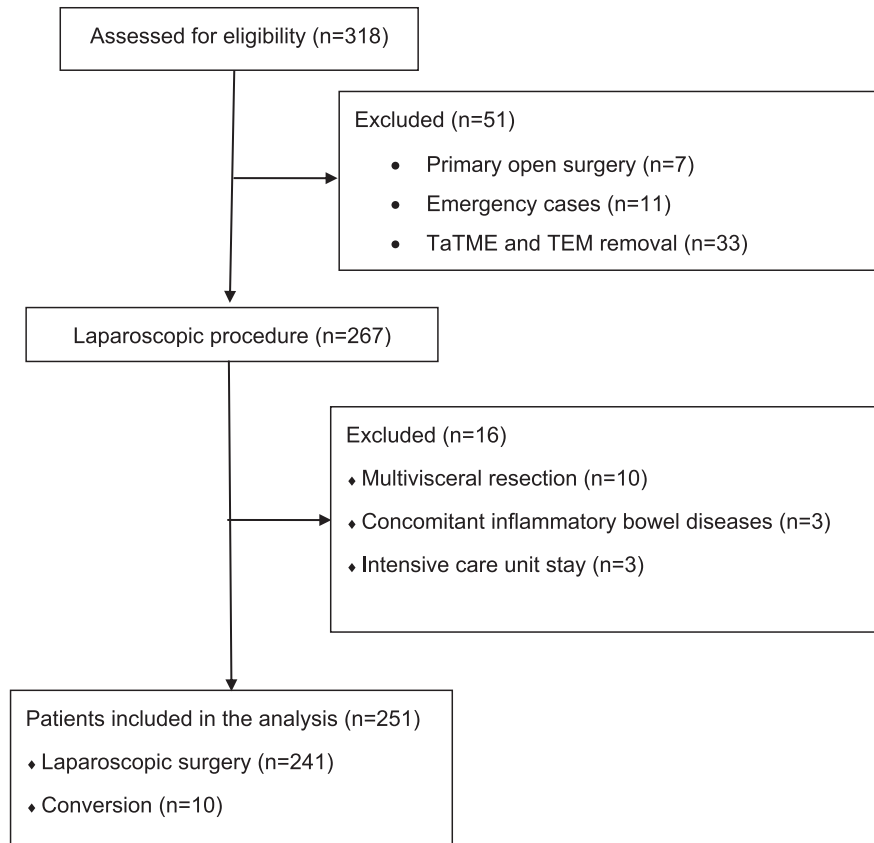 Assessed for eligibility (n=318)
Excluded (n=51)
• Primary open surgery (n=7)
• Emergency cases (n=11)
• TaTME and TEM removal (n=33)
Laparoscopic procedure (n=267)
Excluded (n=16)
♦ Multivisceral resection (n=10)
♦ Concomitant inflammatory bowel diseases (n=3)
♦ Intensive care unit stay (n=3)
Patients included in the analysis (n=251)
♦ Laparoscopic surgery (n=241)
♦ Conversion (n=10)